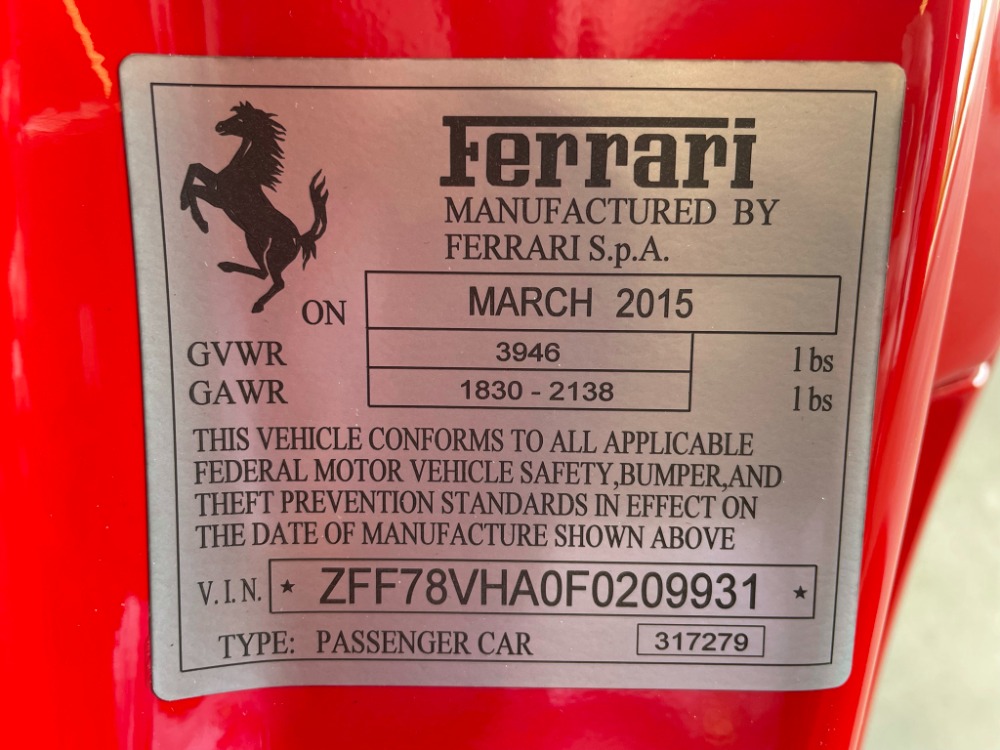 Ferrari
MANUFACTURED BY
FERRARI S.p.A.
ON MARCH 2015
GVWR 3946 lbs
GAWR 1830 - 2138 lbs
THIS VEHICLE CONFORMS TO ALL APPLICABLE
FEDERAL MOTOR VEHICLE SAFETY,BUMPER,AND
THEFT PREVENTION STANDARDS IN EFFECT ON
THE DATE OF MANUFACTURE SHOWN ABOVE
V.I.N. * ZFF78VHA0F0209931 *
TYPE: PASSENGER CAR 317279